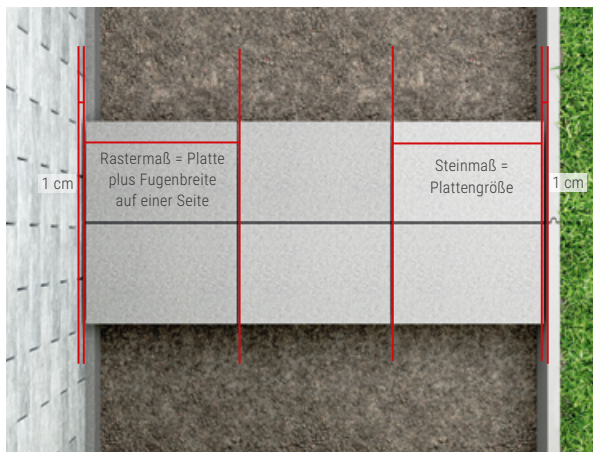 Rastermaß = Platte
plus Fugenbreite
auf einer Seite
Steinmaß =
Plattengröße
1 cm
1 cm